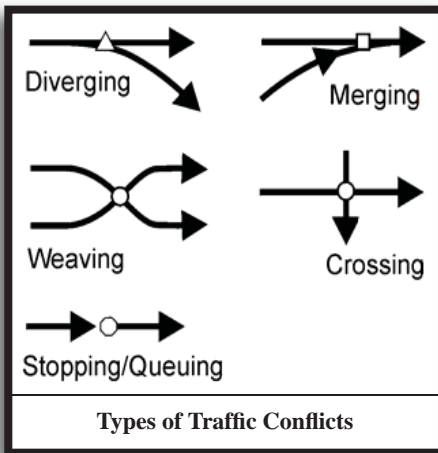 Diverging
Merging
Weaving
Crossing
Stopping/Queuing
Types of Traffic Conflicts